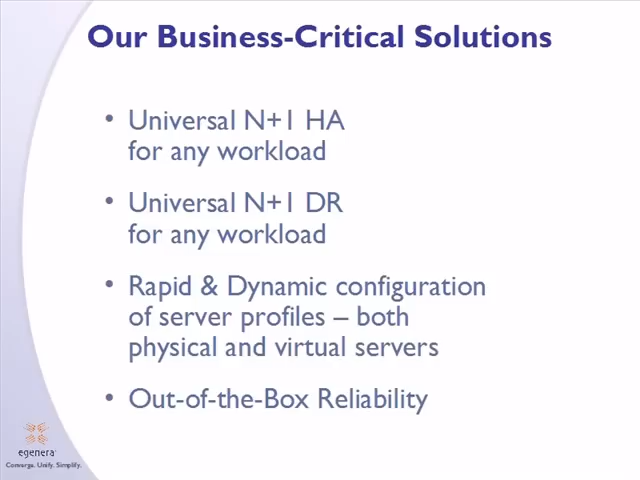 Our Business-Critical Solutions
• Universal N+1 HA
for any workload
• Universal N+1 DR
for any workload
• Rapid & Dynamic configuration
of server profiles – both
physical and virtual servers
• Out-of-the-Box Reliability
egenera
Converge. Unify. Simplify.